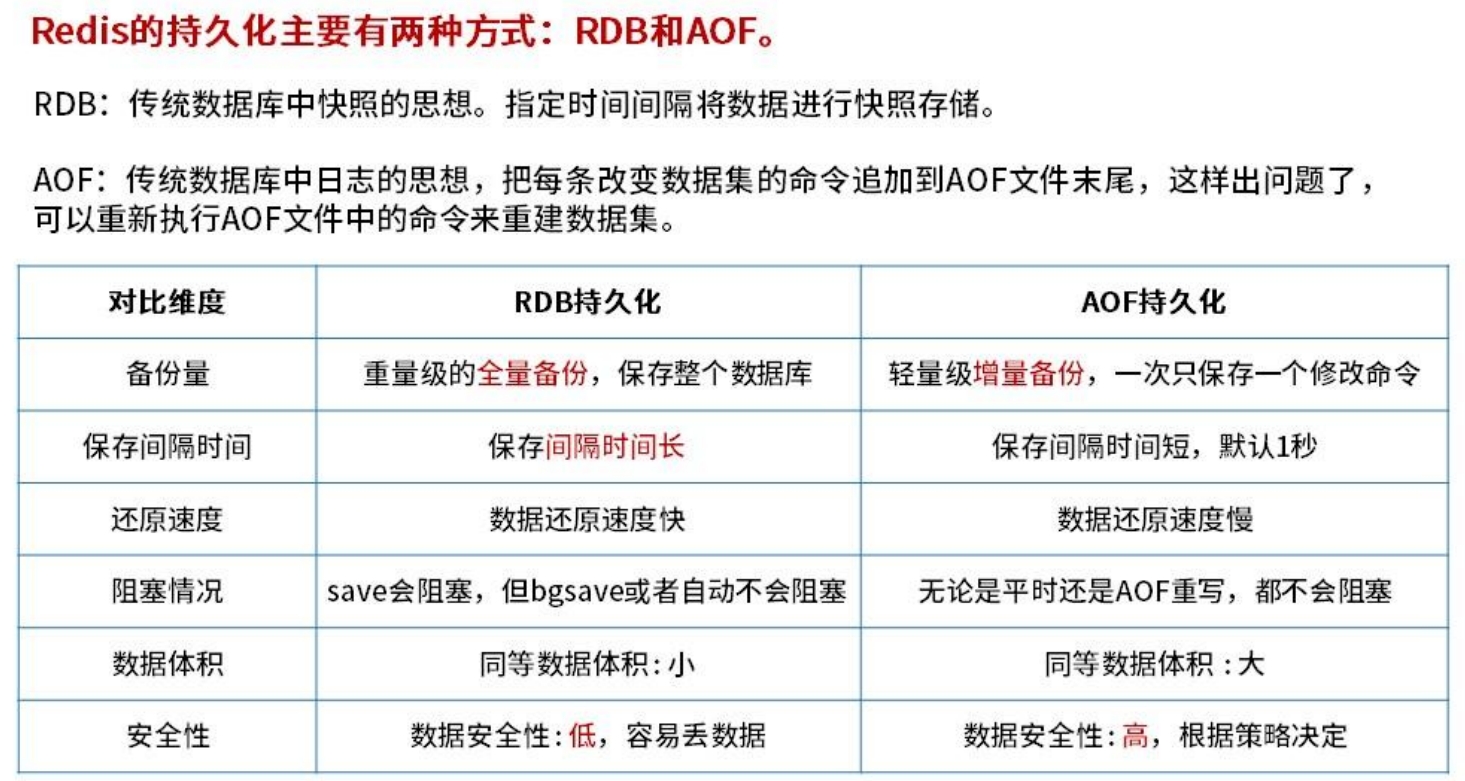 Redis的持久化主要有两种方式：RDB和AOF。
RDB：传统数据库中快照的思想。指定时间间隔将数据进行快照存储。
AOF：传统数据库中日志的思想，把每条改变数据集的命令追加到AOF文件末尾，这样出问题了，
可以重新执行AOF文件中的命令来重建数据集。
对比维度 RDB持久化 AOF持久化
备份量 重量级的全量备份，保存整个数据库 轻量级增量备份，一次只保存一个修改命令
保存间隔时间 保存间隔时间长 保存间隔时间短，默认1秒
还原速度 数据还原速度快 数据还原速度慢
阻塞情况 save会阻塞，但bgsave或者自动不会阻塞 无论是平时还是AOF重写，都不会阻塞
数据体积 同等数据体积：小 同等数据体积：大
安全性 数据安全性：低，容易丢数据 数据安全性：高，根据策略决定